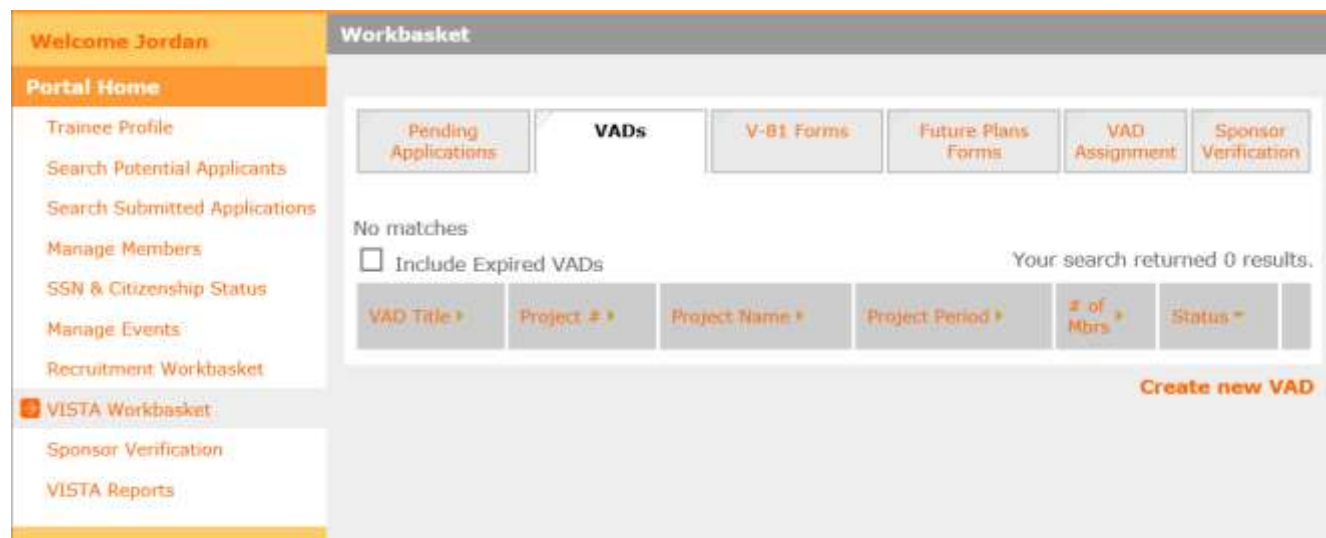 Welcome Jordan
Portal Home
Trainee Profile
Search Potential Applicants
Search Submitted Applications
Manage Members
SSN & Citizenship Status
Manage Events
Recruitment Workbasket
VISTA Workbasket
Sponsor Verification
VISTA Reports
Workbasket
Pending
Applications
VADs
V-81 Forms
Future Plans
Forms
VAD
Assignment
Sponsor
Verification
No matches
Include Expired VADs
Your search returned 0 results.
VAD Title
Project #
Project Name
Project Period
# of
Mbrs
Status
Create new VAD